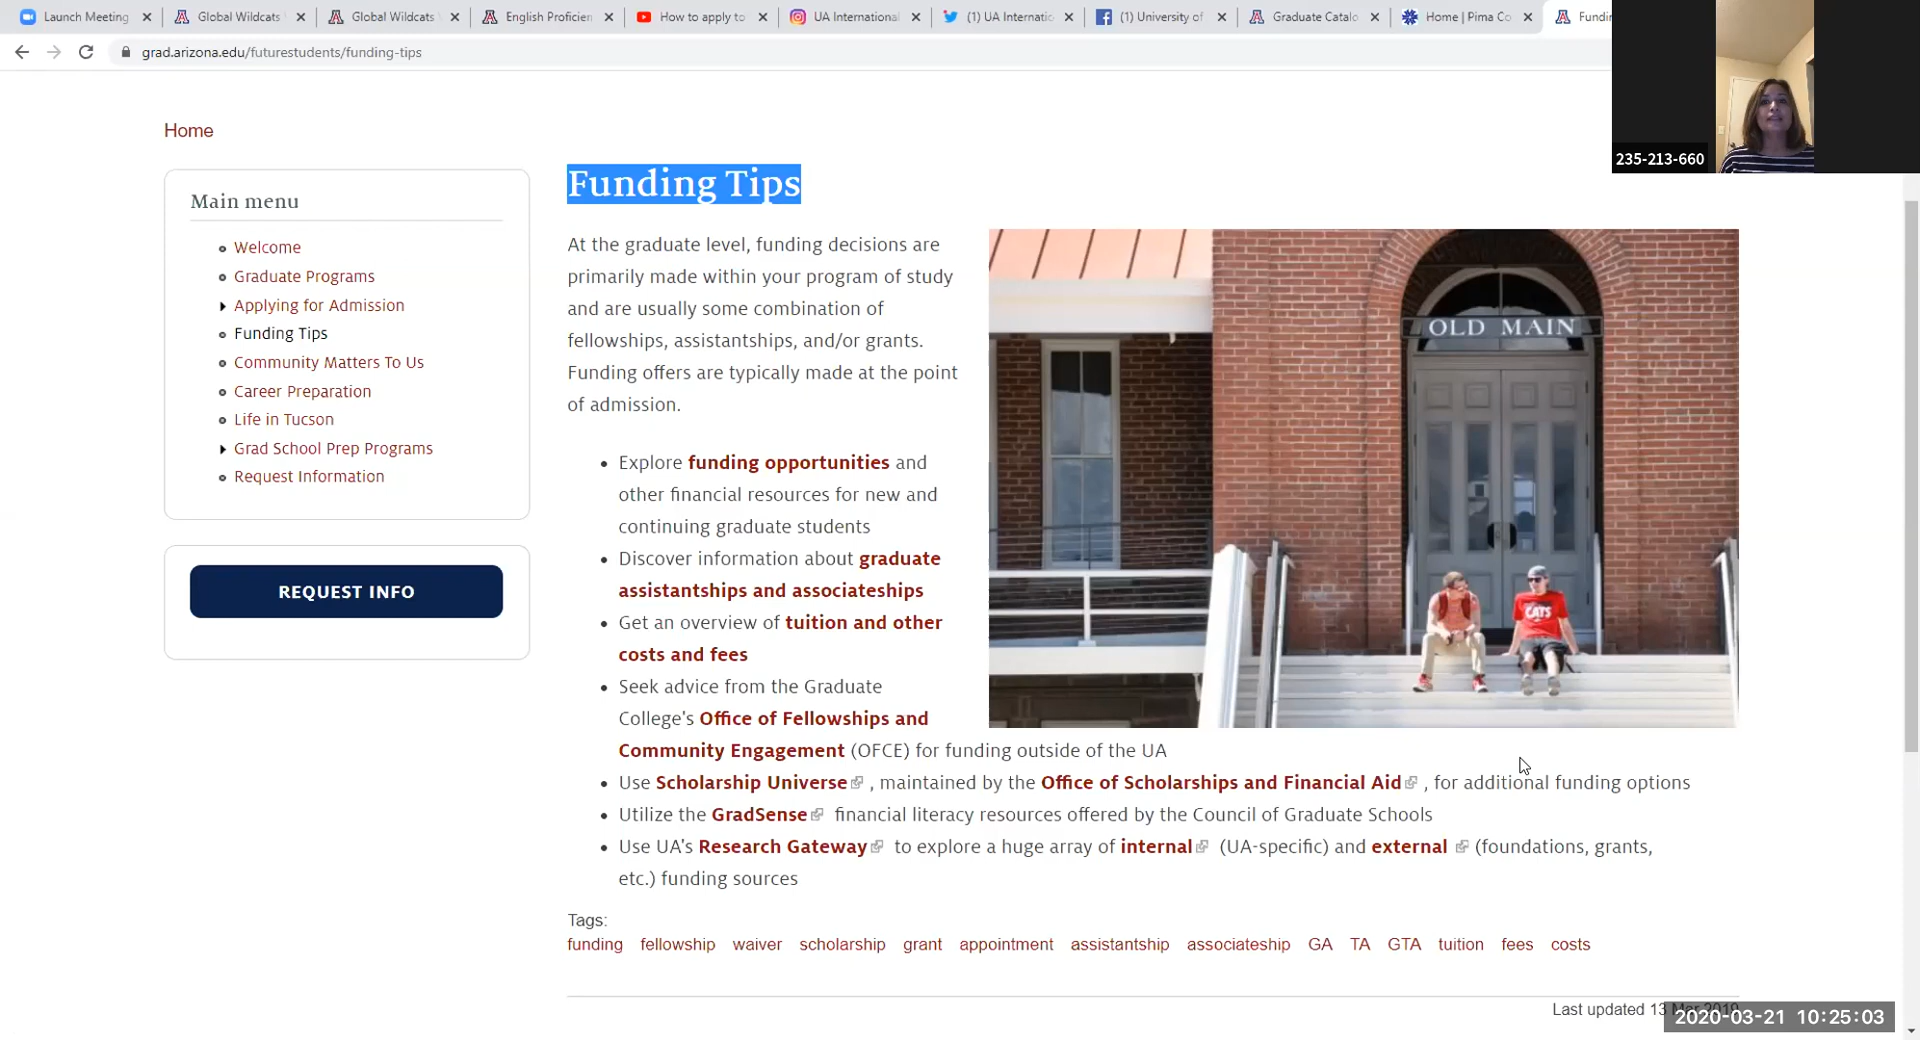 Launch Meeting
Global Wildcats
Global Wildcats
English Proficien
How to apply to
UA International
(1) UA Internatio
(1) University of
Graduate Catalo
Home | Pima Co
Fundin
grad.arizona.edu/futurestudents/funding-tips
235-213-660
Home
Main menu
Welcome
Graduate Programs
Applying for Admission
Funding Tips
Community Matters To Us
Career Preparation
Life in Tucson
Grad School Prep Programs
Request Information
REQUEST INFO
Funding Tips
At the graduate level, funding decisions are
primarily made within your program of study
and are usually some combination of
fellowships, assistantships, and/or grants.
Funding offers are typically made at the point
of admission.
Explore funding opportunities and
other financial resources for new and
continuing graduate students
Discover information about graduate
assistantships and associateships
Get an overview of tuition and other
costs and fees
Seek advice from the Graduate
College's Office of Fellowships and
Community Engagement (OFCE) for funding outside of the UA
Use Scholarship Universe , maintained by the Office of Scholarships and Financial Aid , for additional funding options
Utilize the GradSense financial literacy resources offered by the Council of Graduate Schools
Use UA's Research Gateway to explore a huge array of internal (UA-specific) and external (foundations, grants,
etc.) funding sources
OLD MAIN
CATS
Tags:
funding fellowship waiver scholarship grant appointment assistantship associateship GA TA GTA tuition fees costs
Last updated 13 Mar 2019
2020-03-21 10:25:03